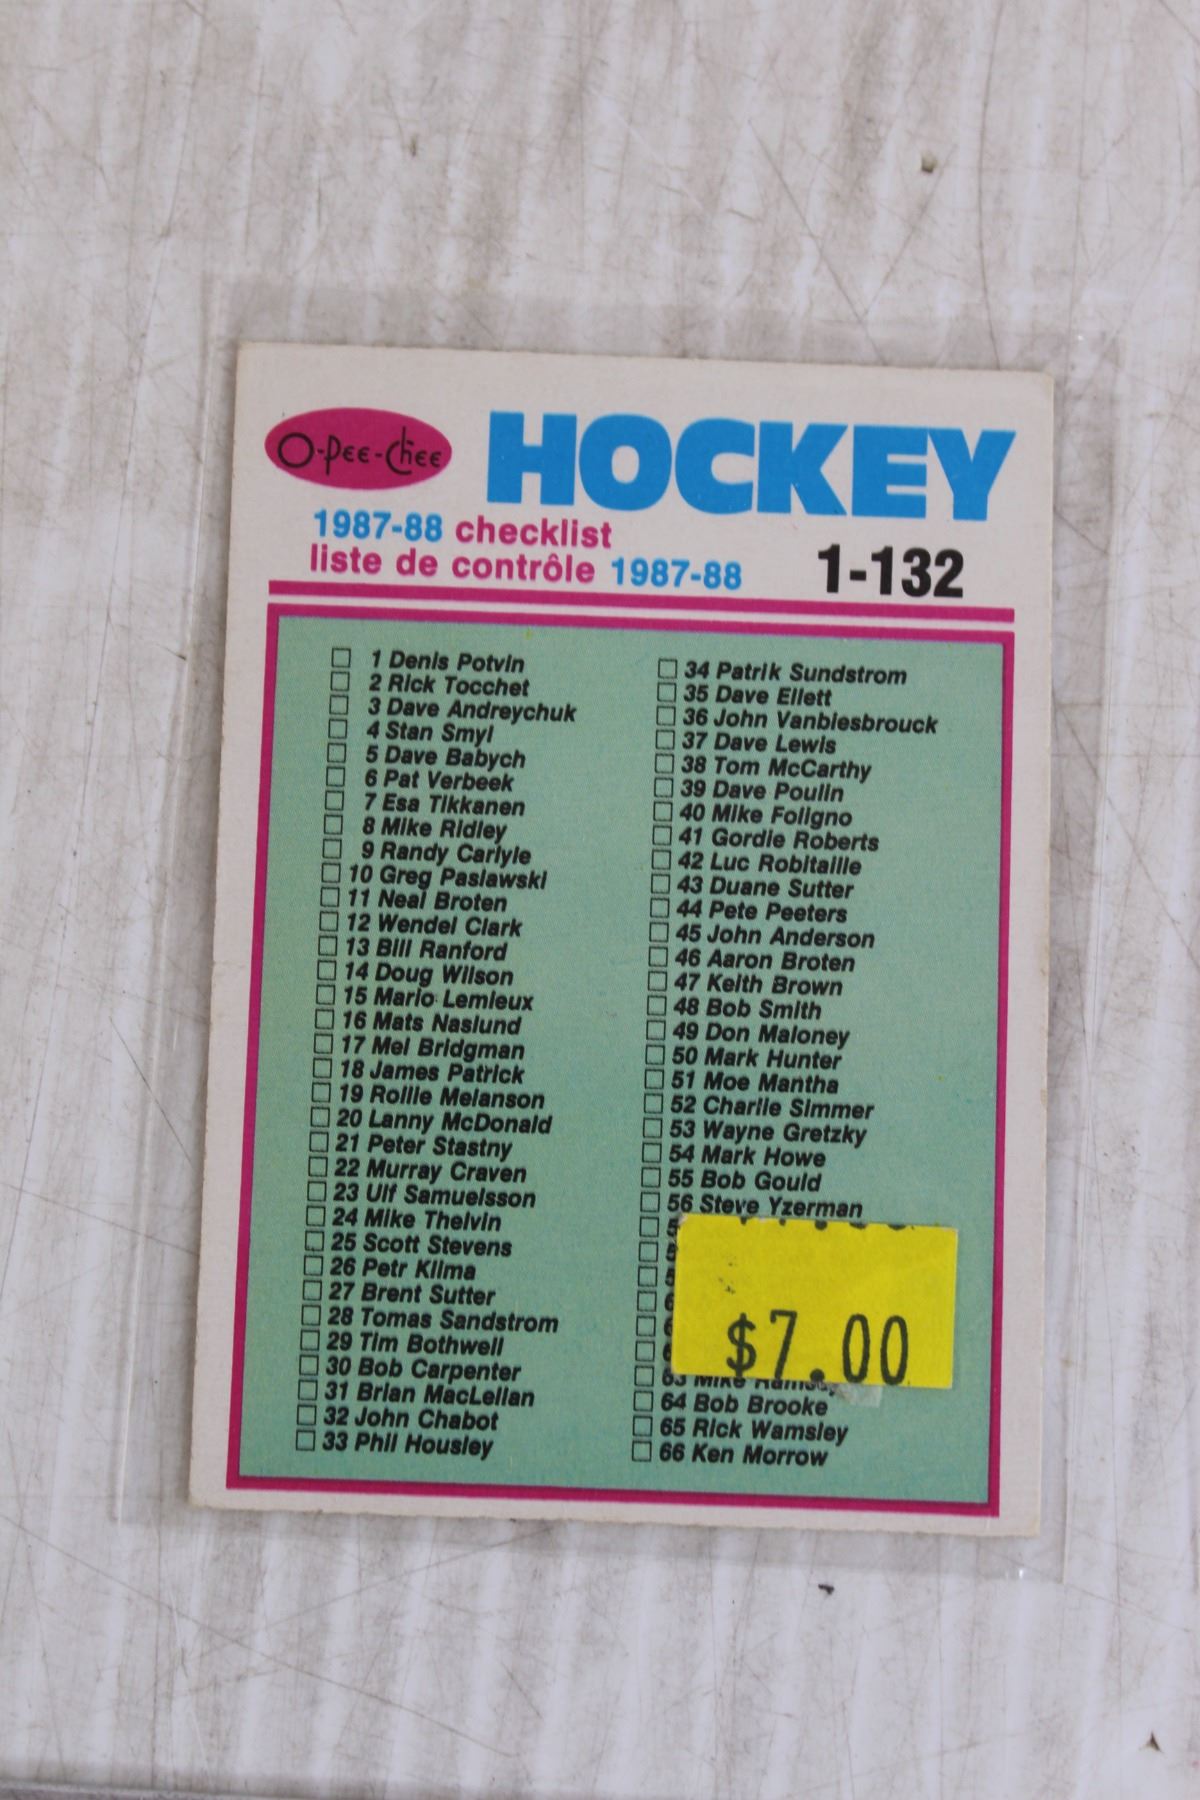 O-Pee-Chee
HOCKEY
1987-88 checklist
liste de contrôle 1987-88
1-132
1 Denis Potvin
2 Rick Tocchet
3 Dave Andreychuk
4 Stan Smyl
5 Dave Babych
6 Pat Verbeek
7 Esa Tikkanen
8 Mike Ridley
9 Randy Carlyle
10 Greg Paslawski
11 Neal Broten
12 Wendel Clark
13 Bill Ranford
14 Doug Wilson
15 Mario Lemieux
16 Mats Naslund
17 Mel Bridgman
18 James Patrick
19 Rollie Melanson
20 Lanny McDonald
21 Peter Stastny
22 Murray Craven
23 Ulf Samuelsson
24 Mike Thelvin
25 Scott Stevens
26 Petr Klima
27 Brent Sutter
28 Tomas Sandstrom
29 Tim Bothwell
30 Bob Carpenter
31 Brian MacLellan
32 John Chabot
33 Phil Housley
34 Patrik Sundstrom
35 Dave Ellett
36 John Vanbiesbrouck
37 Dave Lewis
38 Tom McCarthy
39 Dave Poulin
40 Mike Foligno
41 Gordie Roberts
42 Luc Robitaille
43 Duane Sutter
44 Pete Peeters
45 John Anderson
46 Aaron Broten
47 Keith Brown
48 Bob Smith
49 Don Maloney
50 Mark Hunter
51 Moe Mantha
52 Charlie Simmer
53 Wayne Gretzky
54 Mark Howe
55 Bob Gould
56 Steve Yzerman
$7.00
63 Mike Ramsey
64 Bob Brooke
65 Rick Wamsley
66 Ken Morrow